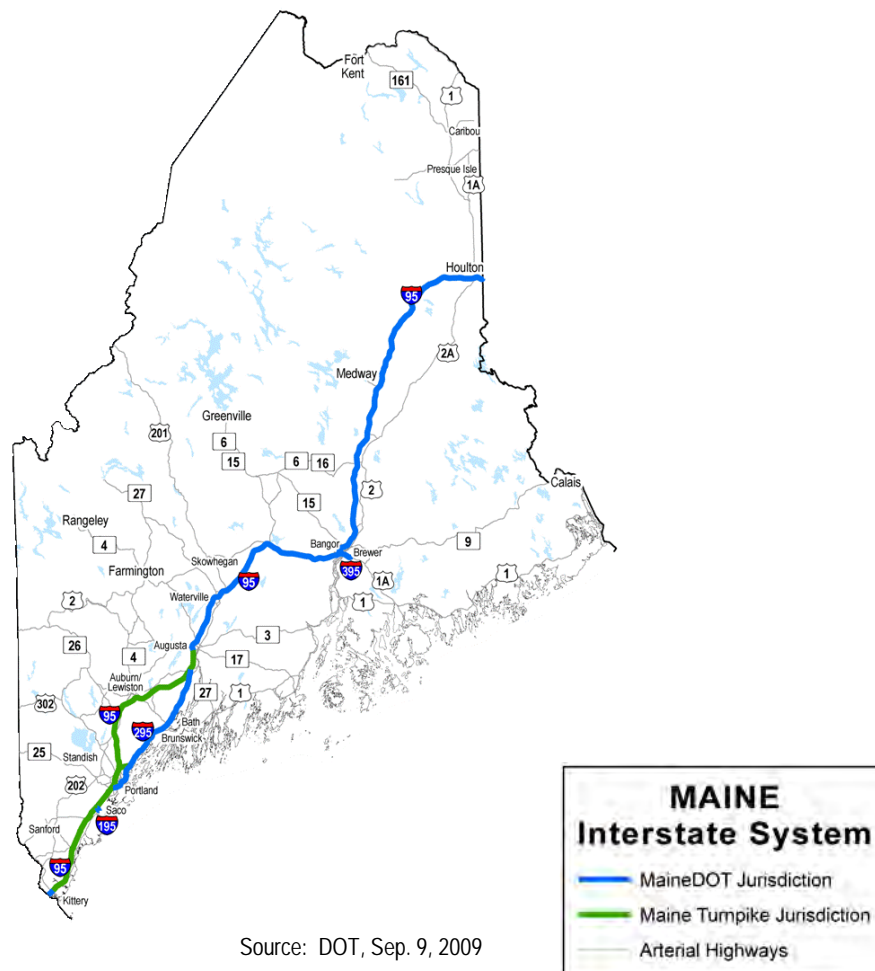 Fort
Kent
161
1
Caribou
Presque Isle
1A
Houlton
95
2A
Medway
Greenville
201
6
15
6
16
2
27
15
Calais
Rangeley
4
Bangor
9
Skowhegan
Brewer
Farmington
95
395
1A
1
Waterville
2
1
26
3
Augusta
4
17
Auburn/
Lewiston
27
1
302
95
Bath
295
Brunswick
25
Standish
202
Portland
Saco
195
Sanford
95
Kittery
MAINE
Interstate System
MaineDOT Jurisdiction
Maine Turnpike Jurisdiction
Arterial Highways
Source: DOT, Sep. 9, 2009